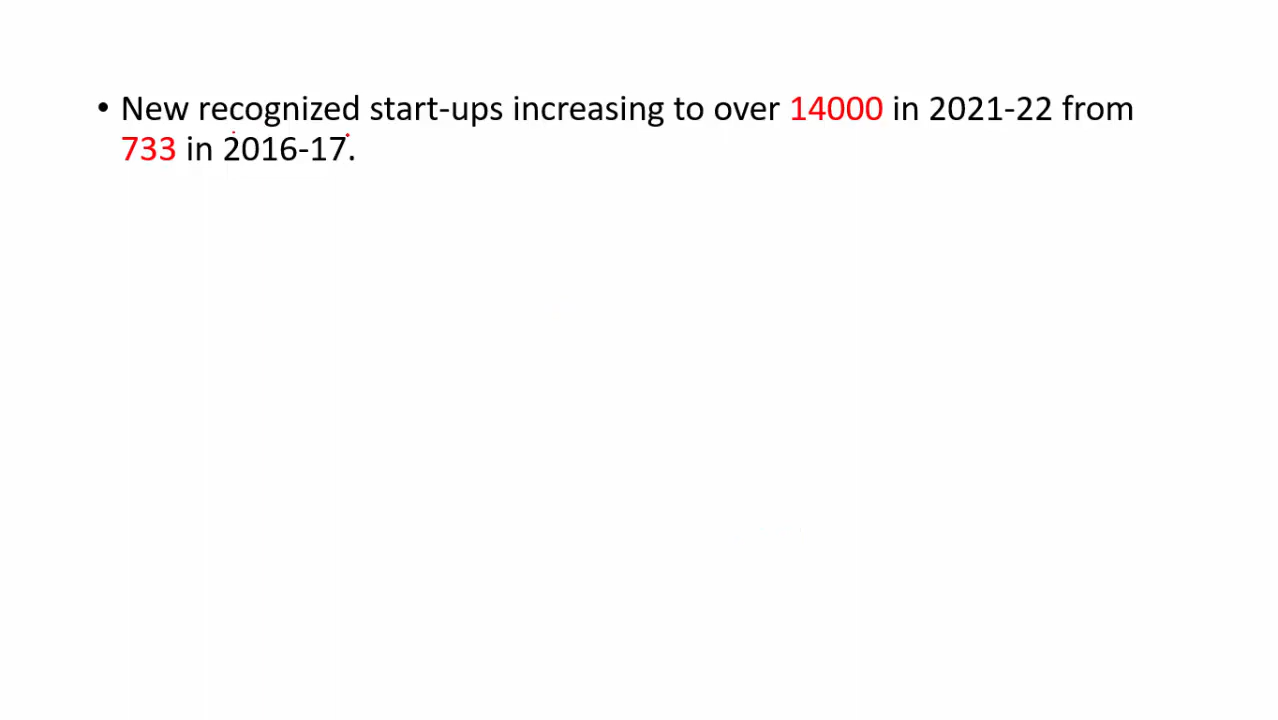 • New recognized start-ups increasing to over 14000 in 2021-22 from
733 in 2016-17.